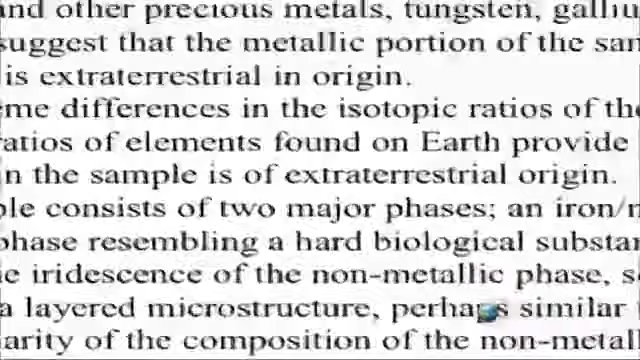 and other precious metals, tungsten, galliu
suggest that the metallic portion of the sam
is extraterrestrial in origin.
me differences in the isotopic ratios of the
atios of elements found on Earth provide
n the sample is of extraterrestrial origin.
le consists of two major phases; an iron/n
phase resembling a hard biological substan
e iridescence of the non-metallic phase, s
a layered microstructure, perhaps similar
arity of the composition of the non-metall